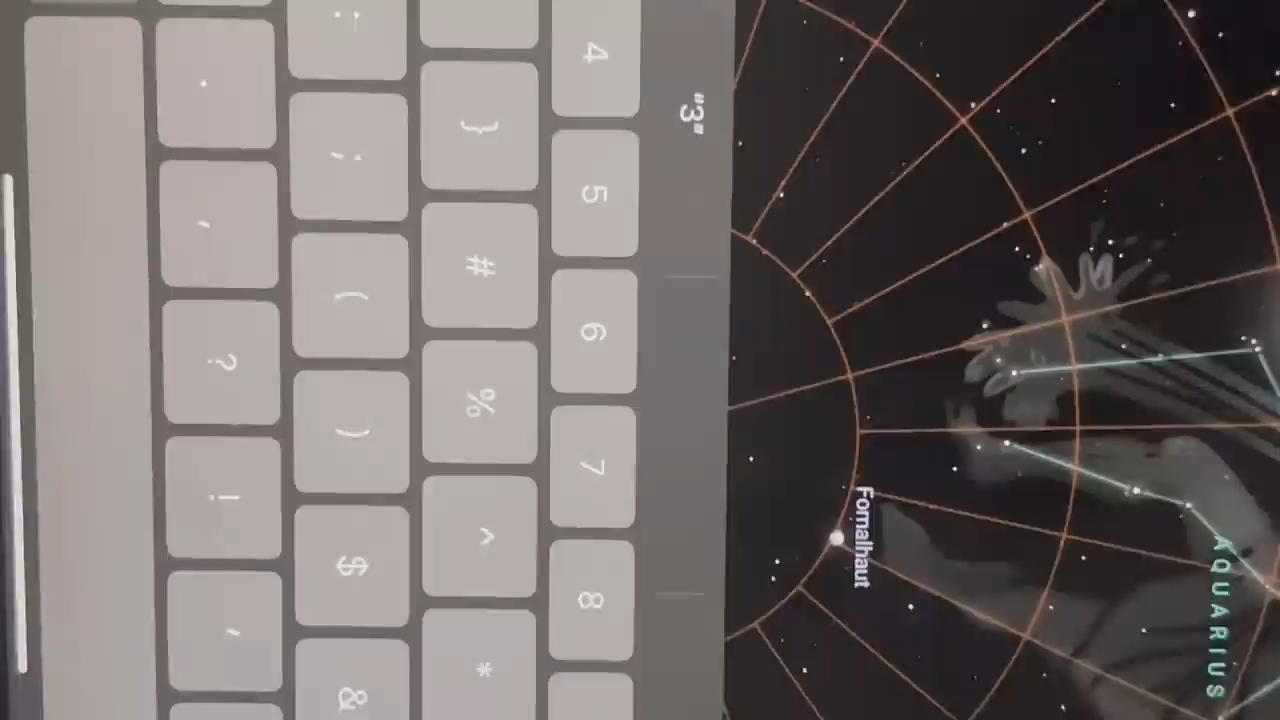 AQUARIUS
Fomalhaut
"3"
4 5 6 7 8
} # % ^ *
: ; ( ) $ &
. , ? ! '